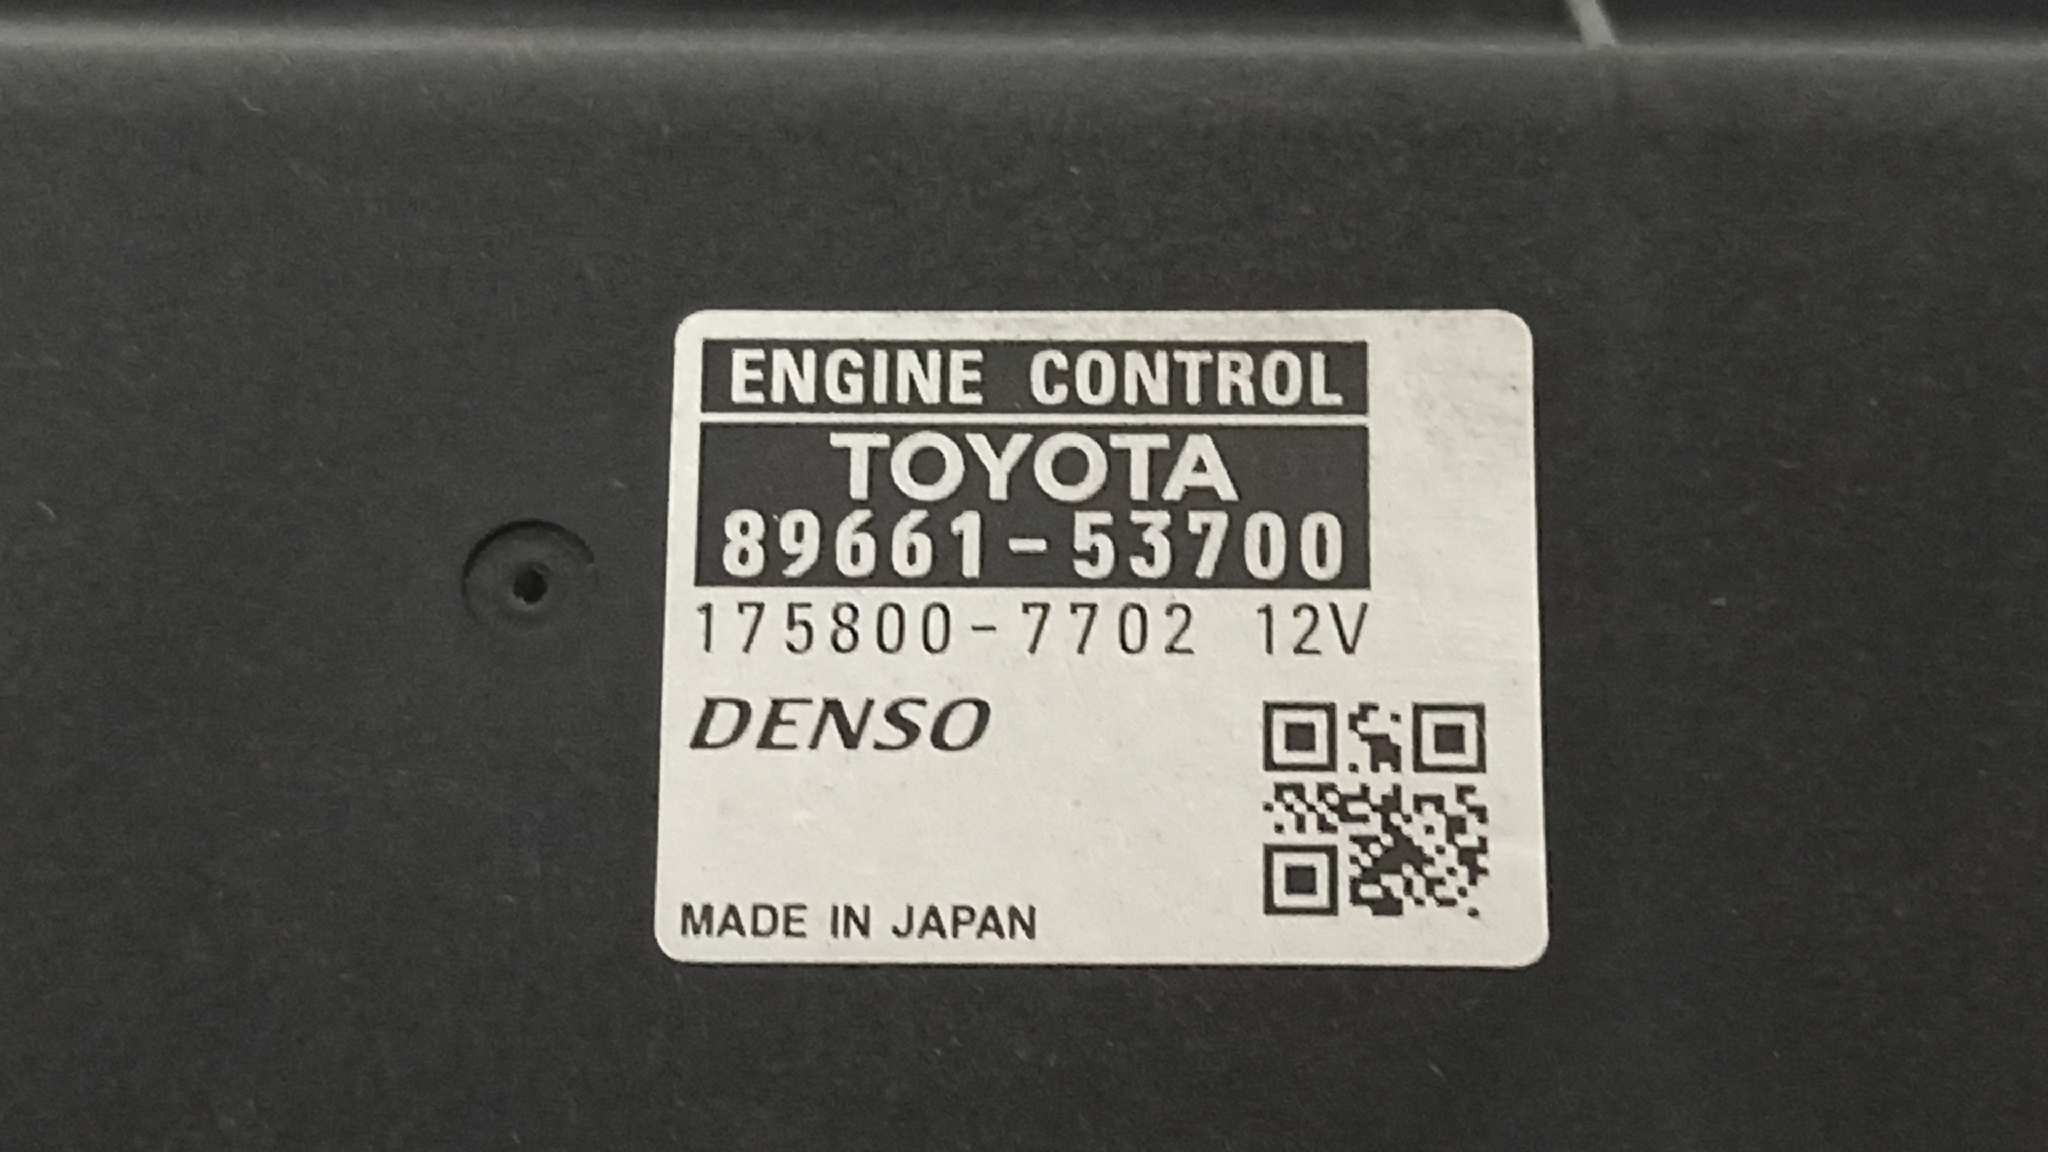 ENGINE CONTROL
TOYOTA
89661-53700
175800-7702 12V
DENSO
MADE IN JAPAN